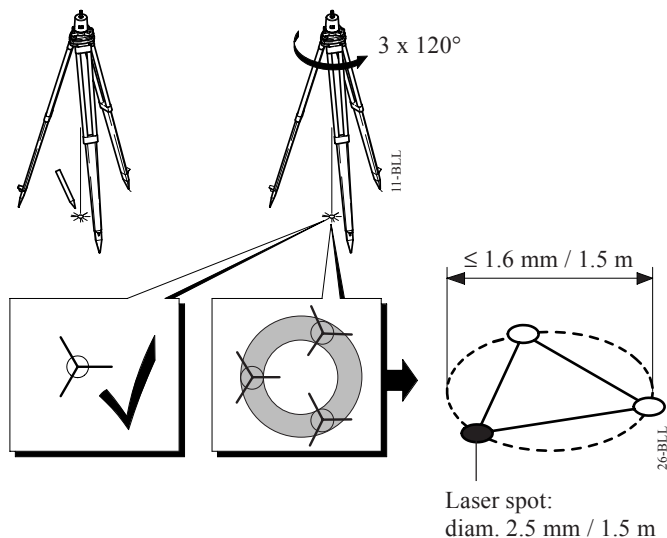 3 x 120°
11-BLL
≤ 1.6 mm / 1.5 m
26-BLL
Laser spot:
diam. 2.5 mm / 1.5 m